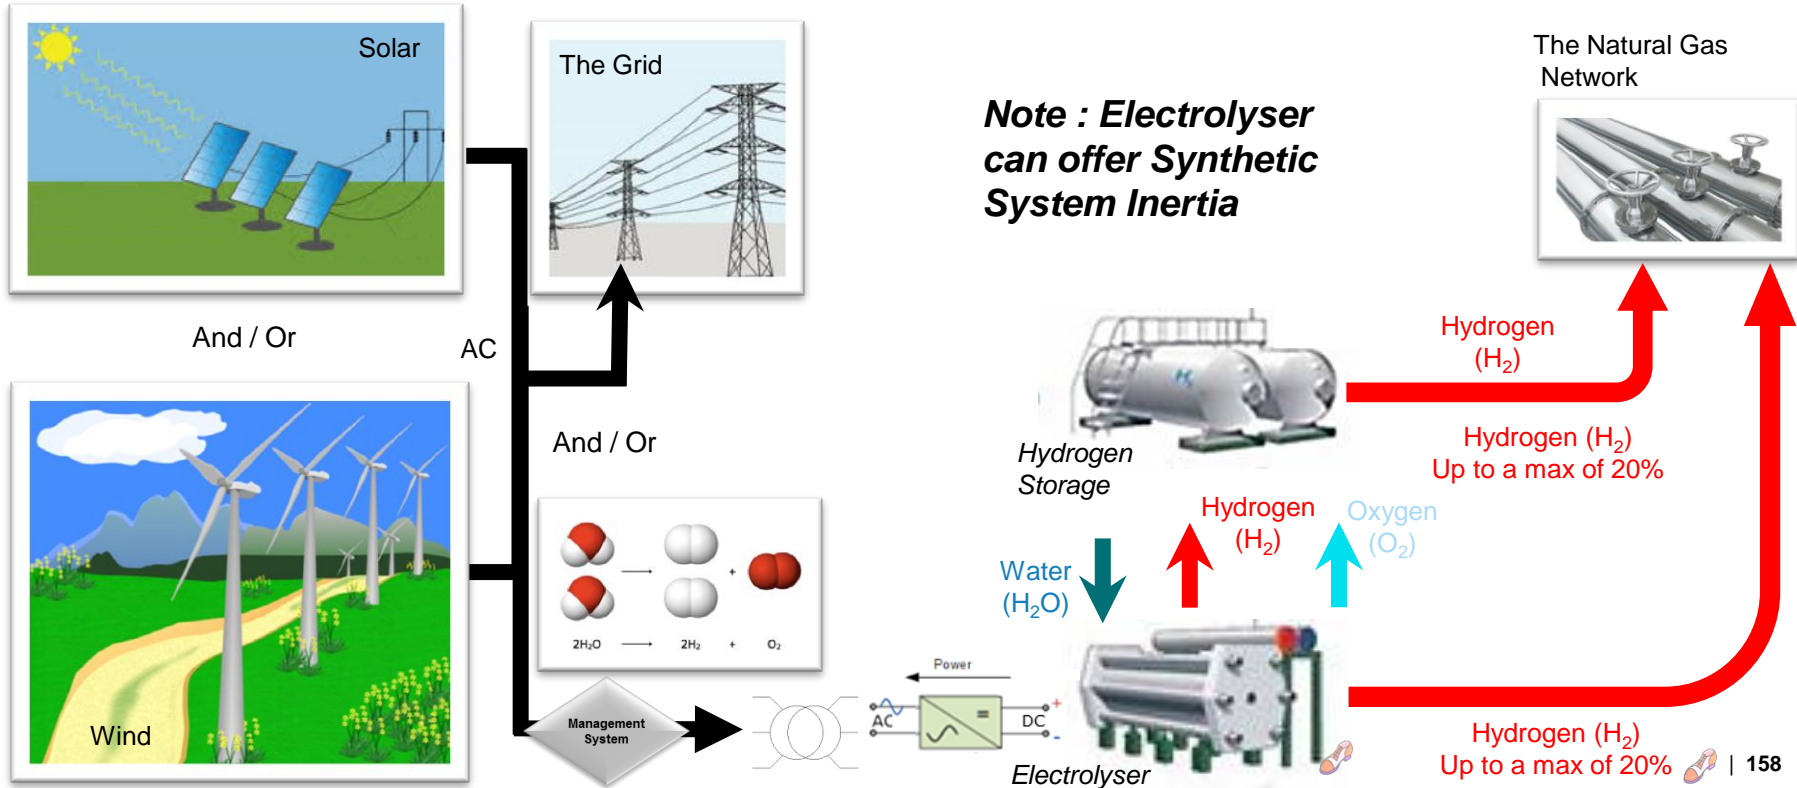 Solar
The Grid
The Natural Gas
Network
Note : Electrolyser
can offer Synthetic
System Inertia
And / Or
AC
Hydrogen
(H₂)
And / Or
Hydrogen (H₂)
Up to a max of 20%
Hydrogen
Storage
Hydrogen
(H₂)
Oxygen
(O₂)
Water
(H₂O)
2H₂O → 2H₂ + O₂
Power
AC
DC
+
-
=
Management
System
Wind
Electrolyser
Hydrogen (H₂)
Up to a max of 20%
| 158